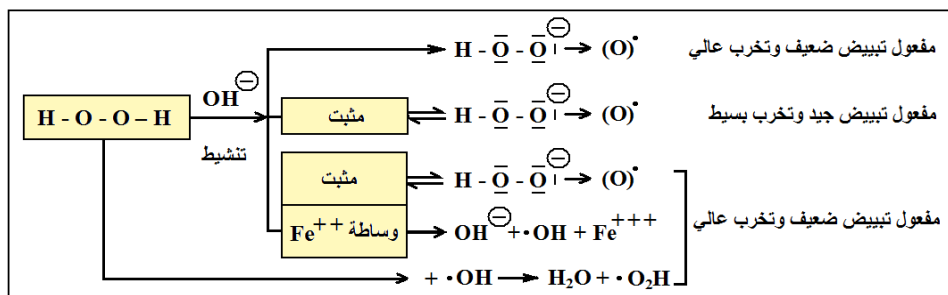 H - O - O - H ⟶ OH⊖ تنشيط
H - O̲̅ - O̲̅ ׀⊖ → (O)• مفعول تبييض ضعيف وتخرب عالي
مثبت ⇌ H - O̲̅ - O̲̅ ׀⊖ → (O)• مفعول تبييض جيد وتخرب بسيط
مثبت ⇌ H - O̲̅ - O̲̅ ׀⊖ → (O)•
وساطة Fe⁺⁺ → OH⊖ + •OH + Fe⁺⁺⁺ مفعول تبييض ضعيف وتخرب عالي
+ •OH → H₂O + •O₂H